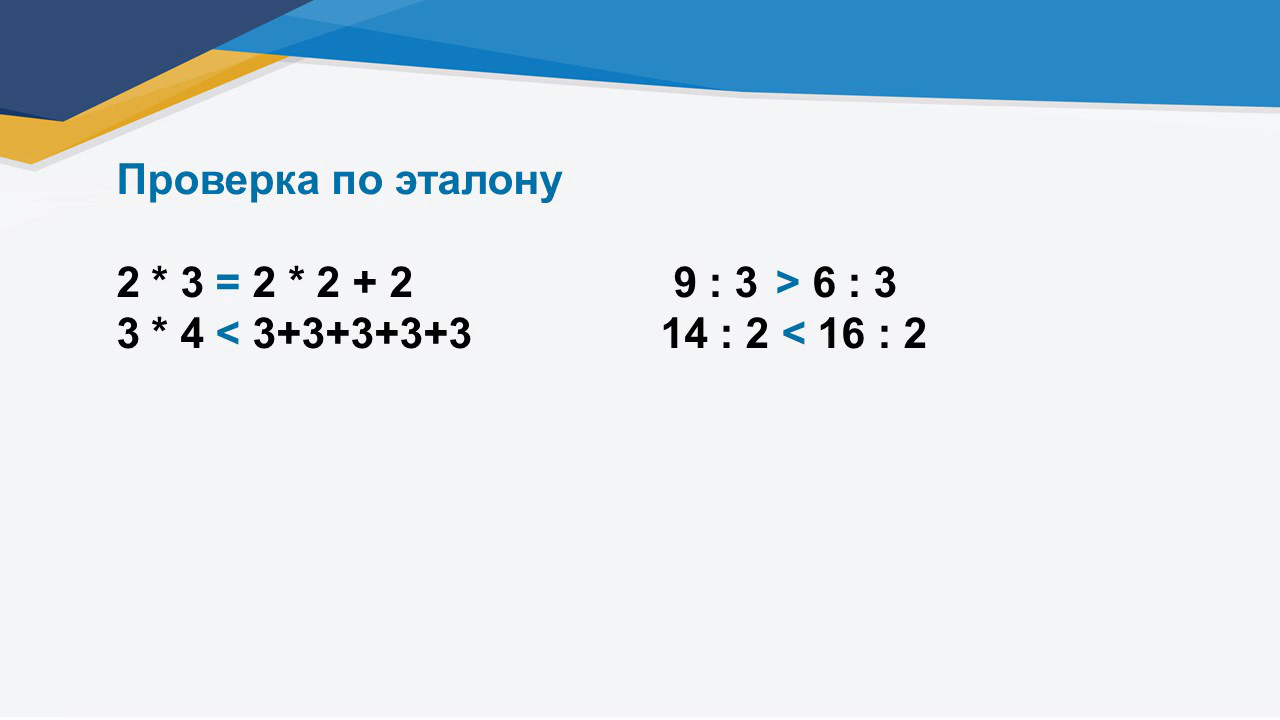 Проверка по эталону
2 * 3 = 2 * 2 + 2 9 : 3 > 6 : 3
3 * 4 < 3+3+3+3+3 14 : 2 < 16 : 2